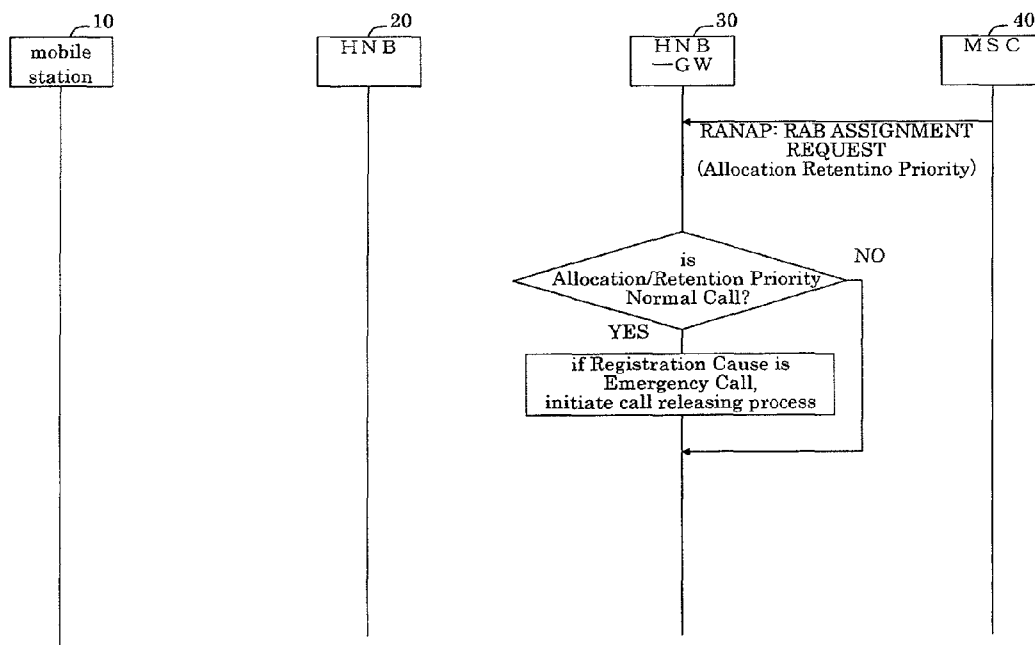 10
mobile
station
20
HNB
30
HNB
—GW
40
MSC
RANAP: RAB ASSIGNMENT
REQUEST
(Allocation Retentino Priority)
is
Allocation/Retention Priority
Normal Call?
NO
YES
if Registration Cause is
Emergency Call,
initiate call releasing process